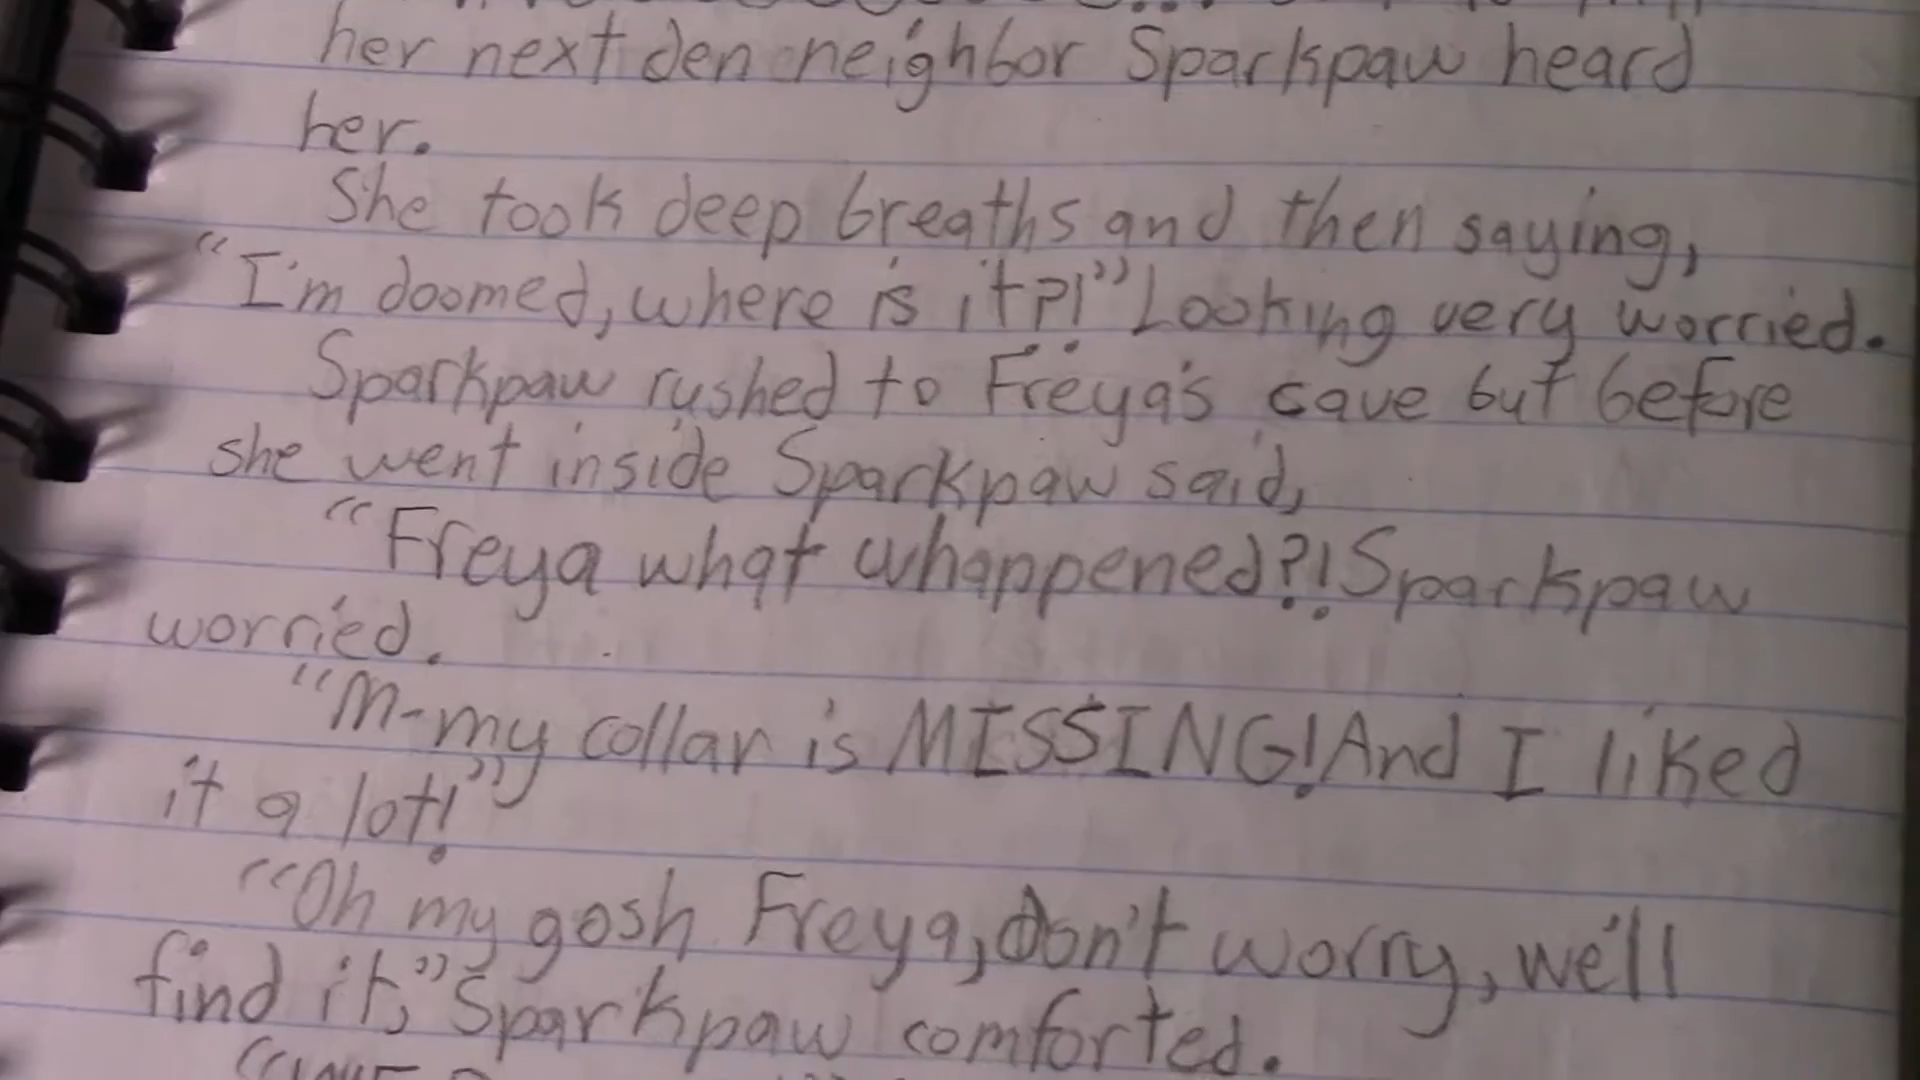 her next den neighbor Sparkpaw heard
her.
She took deep breaths and then saying,
"I'm doomed, where is it?!" Looking very worried.
Sparkpaw rushed to Freya's cave but before
she went inside Sparkpaw said,
"Freya what whappened?! Sparkpaw
worried.
"M-my collar is MISSING! And I liked
it a lot!"
"Oh my gosh Freya, don't worry, we'll
find it," Sparkpaw comforted.